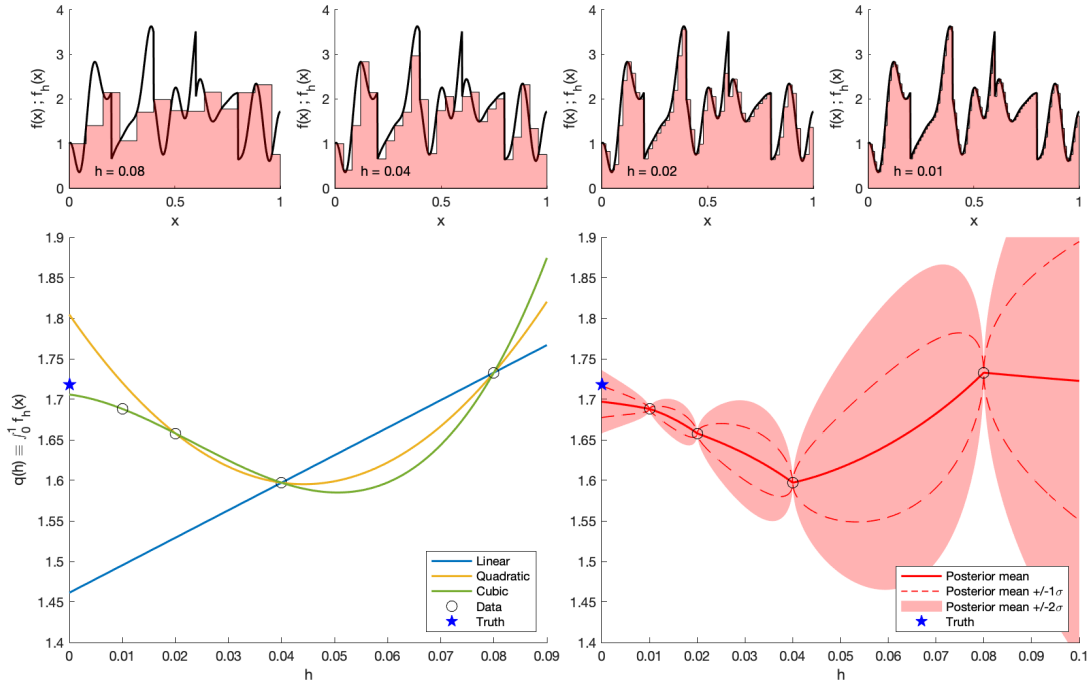 4
3
2
1
0
f(x) ; f_h(x)
h = 0.08
0 0.5 1
x
4
3
2
1
0
f(x) ; f_h(x)
h = 0.04
0 0.5 1
x
4
3
2
1
0
f(x) ; f_h(x)
h = 0.02
0 0.5 1
x
4
3
2
1
0
f(x) ; f_h(x)
h = 0.01
0 0.5 1
x
1.9
1.85
1.8
1.75
1.7
1.65
1.6
1.55
1.5
1.45
1.4
q(h) ≡ ∫₀¹ f_h(x)
Linear
Quadratic
Cubic
Data
Truth
0 0.01 0.02 0.03 0.04 0.05 0.06 0.07 0.08 0.09
h
1.9
1.85
1.8
1.75
1.7
1.65
1.6
1.55
1.5
1.45
1.4
Posterior mean
Posterior mean +/-1σ
Posterior mean +/-2σ
Truth
0 0.01 0.02 0.03 0.04 0.05 0.06 0.07 0.08 0.09 0.1
h